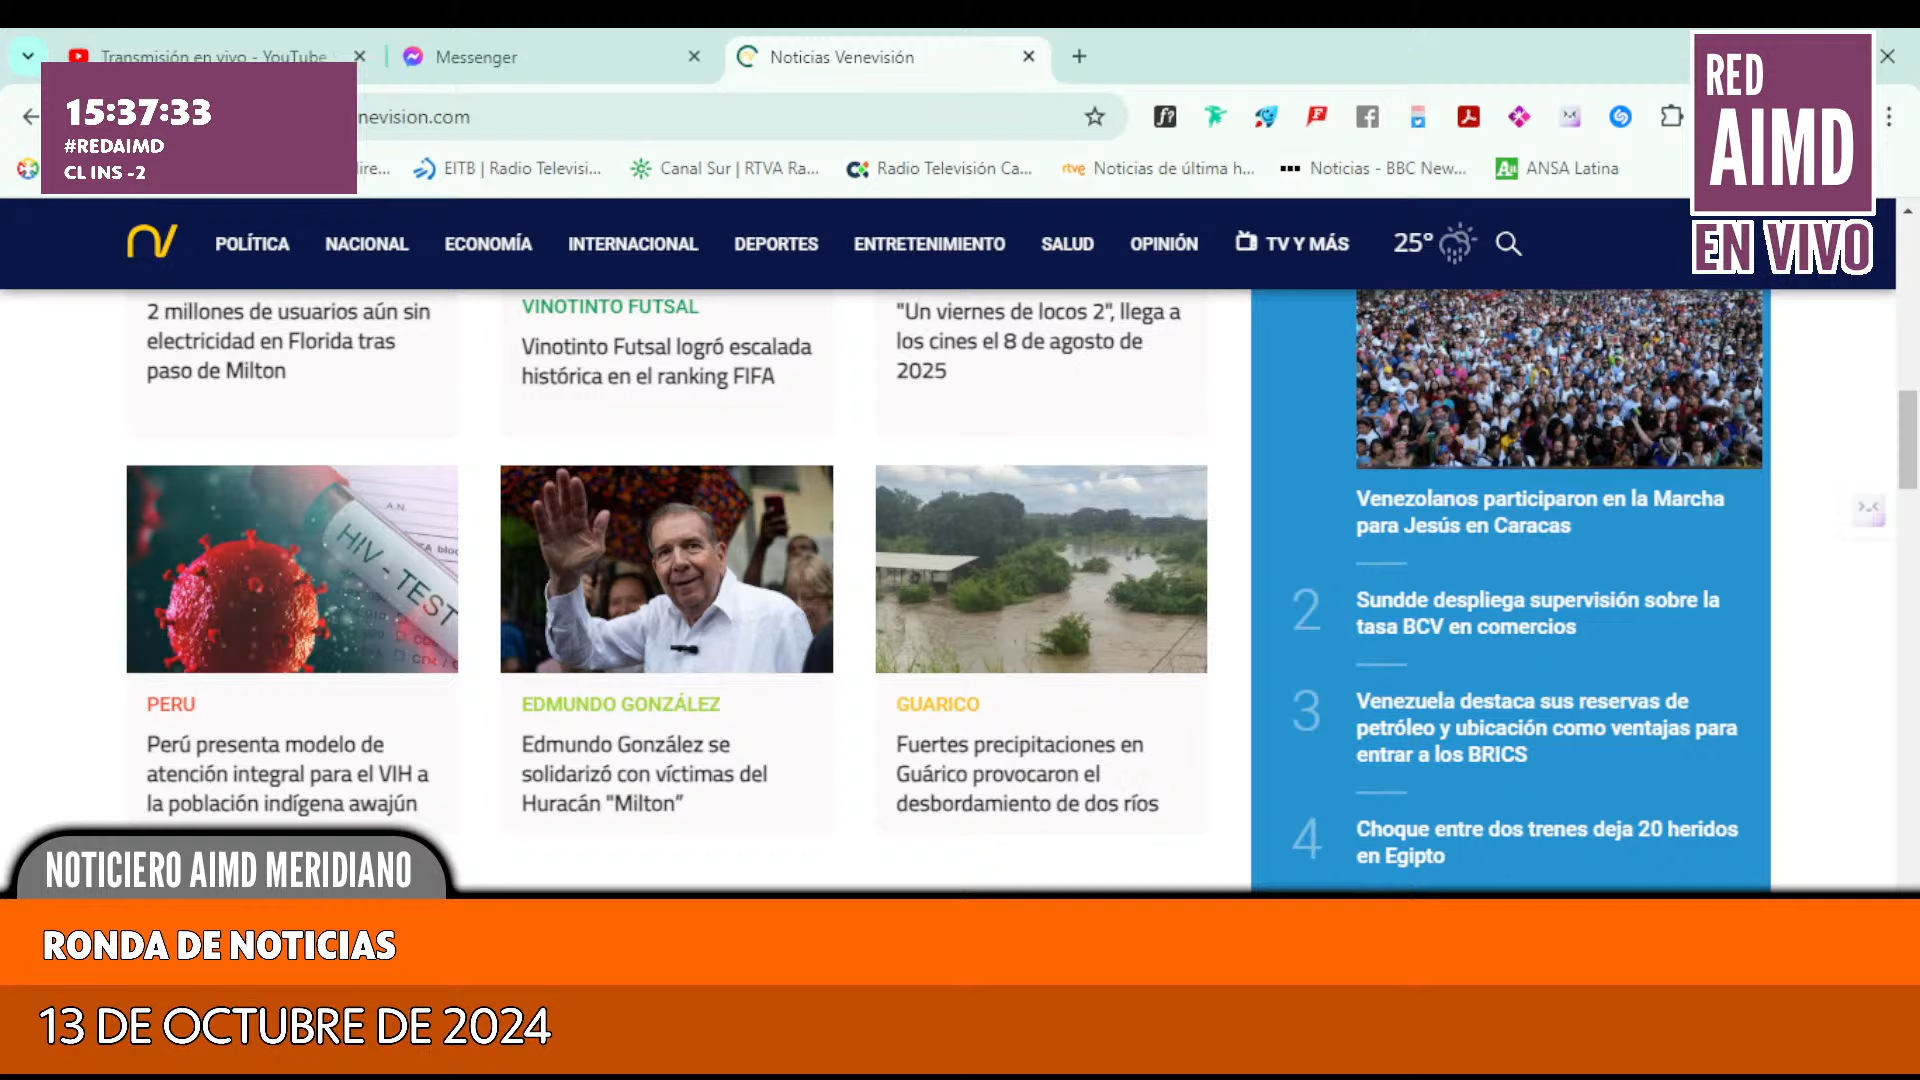 Transmisión en vivo - YouTube
Messenger
Noticias Venevisión
15:37:33
#REDAIMD
CL INS -2
nevision.com
RED
AIMD
EN VIVO
ire...
EITB | Radio Televisi...
Canal Sur | RTVA Ra...
Radio Televisión Ca...
rtve Noticias de última h...
Noticias - BBC New...
ANSA Latina
POLÍTICA NACIONAL ECONOMÍA INTERNACIONAL DEPORTES ENTRETENIMIENTO SALUD OPINIÓN TV Y MÁS 25°
2 millones de usuarios aún sin
electricidad en Florida tras
paso de Milton
VINOTINTO FUTSAL
Vinotinto Futsal logró escalada
histórica en el ranking FIFA
"Un viernes de locos 2", llega a
los cines el 8 de agosto de
2025
HIV - TEST
PERU
Perú presenta modelo de
atención integral para el VIH a
la población indígena awajún
EDMUNDO GONZÁLEZ
Edmundo González se
solidarizó con víctimas del
Huracán "Milton”
GUARICO
Fuertes precipitaciones en
Guárico provocaron el
desbordamiento de dos ríos
Venezolanos participaron en la Marcha
para Jesús en Caracas
2
Sundde despliega supervisión sobre la
tasa BCV en comercios
3
Venezuela destaca sus reservas de
petróleo y ubicación como ventajas para
entrar a los BRICS
4
Choque entre dos trenes deja 20 heridos
en Egipto
NOTICIERO AIMD MERIDIANO
RONDA DE NOTICIAS
13 DE OCTUBRE DE 2024